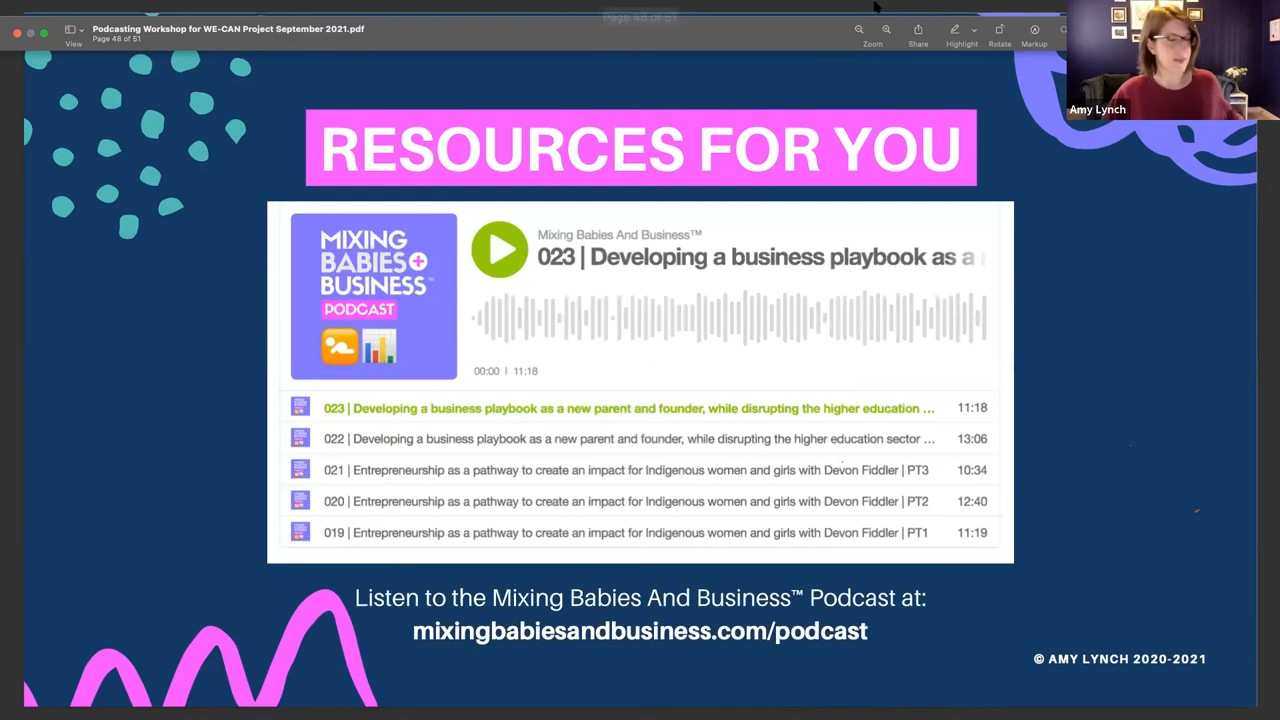 Page 48 of 51
Podcasting Workshop for WE-CAN Project September 2021.pdf
Page 48 of 51
View
Zoom
Share
Highlight
Rotate
Markup
Amy Lynch
RESOURCES FOR YOU
MIXING
BABIES+
BUSINESS™
PODCAST
Mixing Babies And Business™
023 | Developing a business playbook as a
00:00 | 11:18
023 | Developing a business playbook as a new parent and founder, while disrupting the higher education ... 11:18
022 | Developing a business playbook as a new parent and founder, while disrupting the higher education sector ... 13:06
021 | Entrepreneurship as a pathway to create an impact for Indigenous women and girls with Devon Fiddler | PT3 10:34
020 | Entrepreneurship as a pathway to create an impact for Indigenous women and girls with Devon Fiddler | PT2 12:40
019 | Entrepreneurship as a pathway to create an impact for Indigenous women and girls with Devon Fiddler | PT1 11:19
Listen to the Mixing Babies And Business™ Podcast at:
mixingbabiesandbusiness.com/podcast
© AMY LYNCH 2020-2021